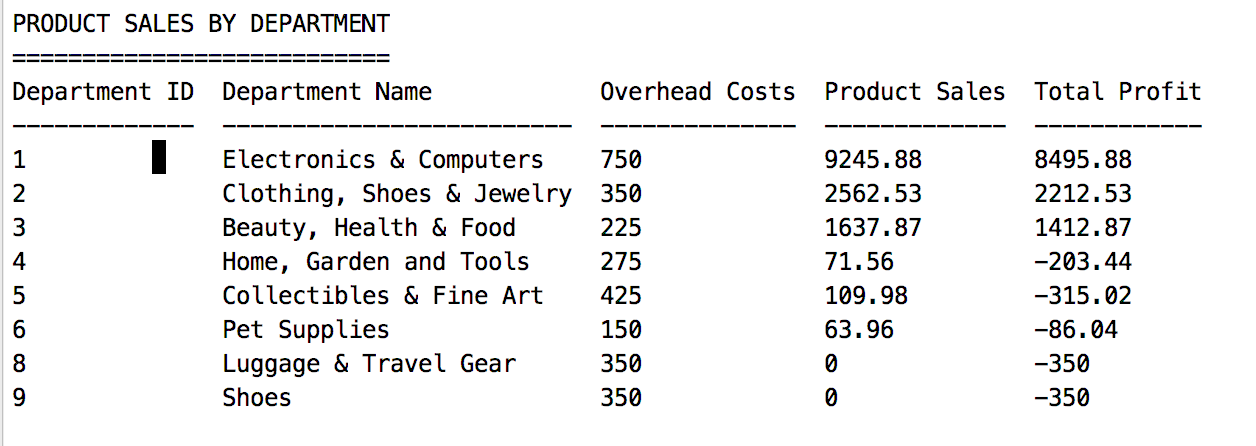 PRODUCT SALES BY DEPARTMENT
===========================
Department ID  Department Name            Overhead Costs  Product Sales  Total Profit
-------------  -------------------------  --------------  -------------  ------------
1              Electronics & Computers    750             9245.88        8495.88
2              Clothing, Shoes & Jewelry  350             2562.53        2212.53
3              Beauty, Health & Food      225             1637.87        1412.87
4              Home, Garden and Tools     275             71.56          -203.44
5              Collectibles & Fine Art    425             109.98         -315.02
6              Pet Supplies               150             63.96          -86.04
8              Luggage & Travel Gear      350             0              -350
9              Shoes                      350             0              -350